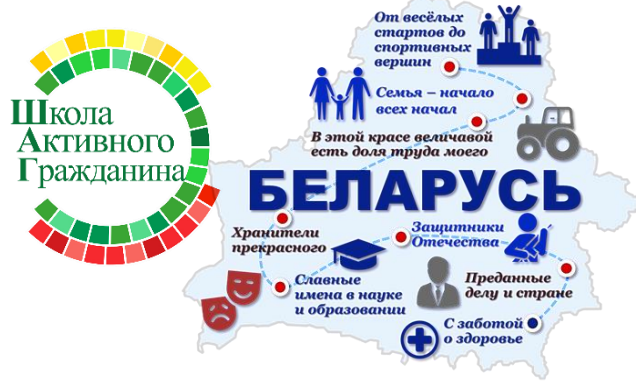 Школа
Активного
Гражданина
От весёлых
стартов до
спортивных
вершин
Семья – начало
всех начал
В этой красе величавой
есть доля труда моего
БЕЛАРУСЬ
Хранители
прекрасного
Защитники
Отечества
Славные
имена в науке
и образовании
Преданные
делу и стране
С заботой
о здоровье